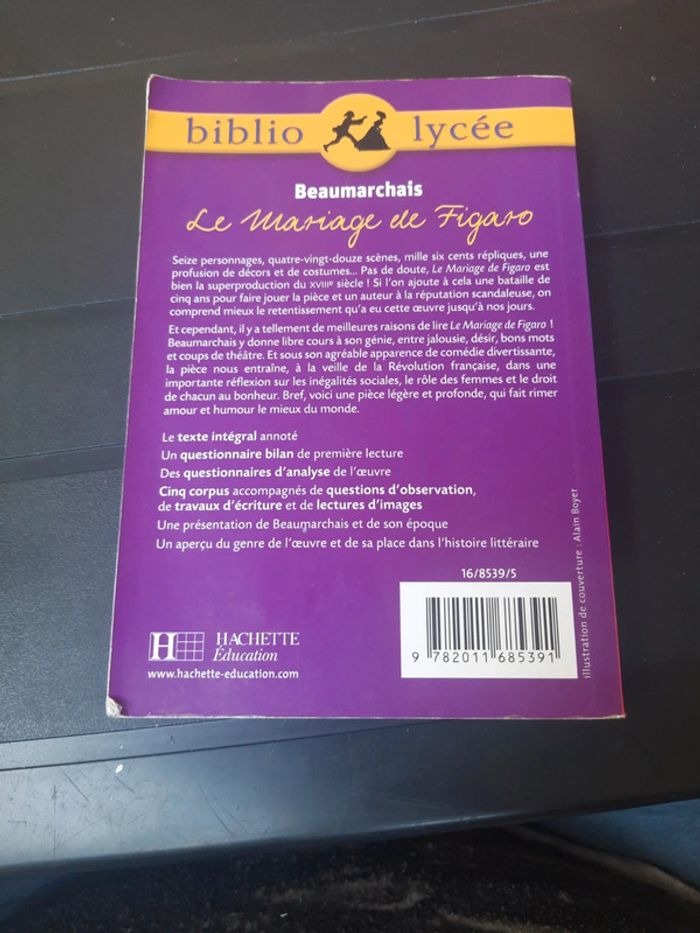 biblio lycée
Beaumarchais
Le Mariage de Figaro
Seize personnages, quatre-vingt-douze scènes, mille six cents répliques, une
profusion de décors et de costumes... Pas de doute, Le Mariage de Figaro est
bien la superproduction du XVIIIe siècle ! Si l'on ajoute à cela une bataille de
cinq ans pour faire jouer la pièce et un auteur à la réputation scandaleuse, on
comprend mieux le retentissement qu'a eu cette œuvre jusqu'à nos jours.
Et cependant, il y a tellement de meilleures raisons de lire Le Mariage de Figaro !
Beaumarchais y donne libre cours à son génie, entre jalousie, désir, bons mots
et coups de théâtre. Et sous son agréable apparence de comédie divertissante,
la pièce nous entraîne, à la veille de la Révolution française, dans une
importante réflexion sur les inégalités sociales, le rôle des femmes et le droit
de chacun au bonheur. Bref, voici une pièce légère et profonde, qui fait rimer
amour et humour le mieux du monde.
Le texte intégral annoté
Un questionnaire bilan de première lecture
Des questionnaires d'analyse de l'œuvre
Cinq corpus accompagnés de questions d'observation,
de travaux d'écriture et de lectures d'images
Une présentation de Beaumarchais et de son époque
Un aperçu du genre de l'œuvre et de sa place dans l'histoire littéraire
16/8539/5
H HACHETTE
Éducation
www.hachette-education.com
9 782011 685391
illustration de couverture : Alain Boyer